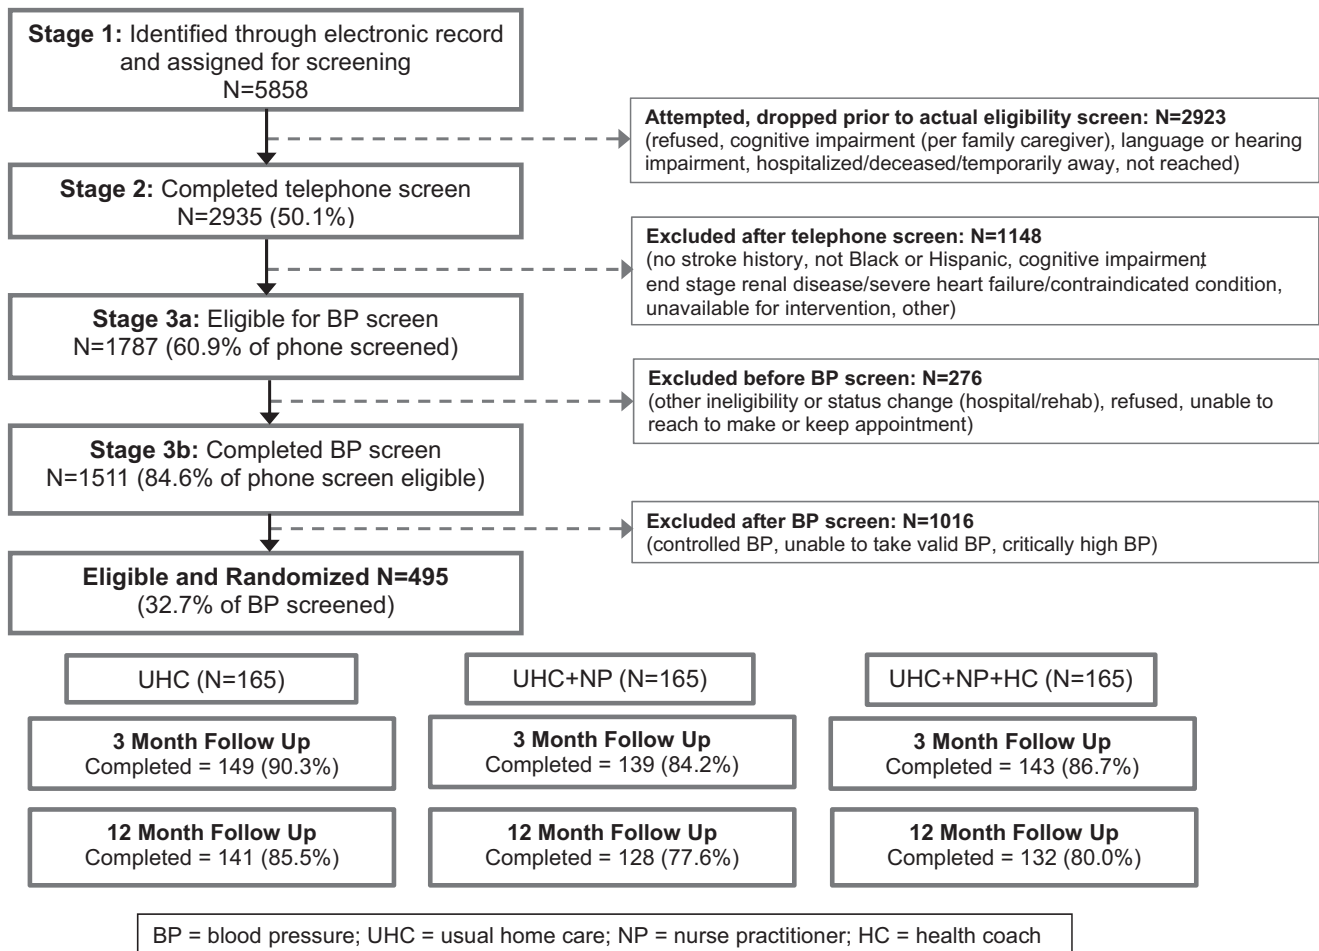 Stage 1: Identified through electronic record
and assigned for screening
N=5858
Attempted, dropped prior to actual eligibility screen: N=2923
(refused, cognitive impairment (per family caregiver), language or hearing
impairment, hospitalized/deceased/temporarily away, not reached)
Stage 2: Completed telephone screen
N=2935 (50.1%)
Excluded after telephone screen: N=1148
(no stroke history, not Black or Hispanic, cognitive impairment,
end stage renal disease/severe heart failure/contraindicated condition,
unavailable for intervention, other)
Stage 3a: Eligible for BP screen
N=1787 (60.9% of phone screened)
Excluded before BP screen: N=276
(other ineligibility or status change (hospital/rehab), refused, unable to
reach to make or keep appointment)
Stage 3b: Completed BP screen
N=1511 (84.6% of phone screen eligible)
Excluded after BP screen: N=1016
(controlled BP, unable to take valid BP, critically high BP)
Eligible and Randomized N=495
(32.7% of BP screened)
UHC (N=165)
UHC+NP (N=165)
UHC+NP+HC (N=165)
3 Month Follow Up
Completed = 149 (90.3%)
3 Month Follow Up
Completed = 139 (84.2%)
3 Month Follow Up
Completed = 143 (86.7%)
12 Month Follow Up
Completed = 141 (85.5%)
12 Month Follow Up
Completed = 128 (77.6%)
12 Month Follow Up
Completed = 132 (80.0%)
BP = blood pressure; UHC = usual home care; NP = nurse practitioner; HC = health coach